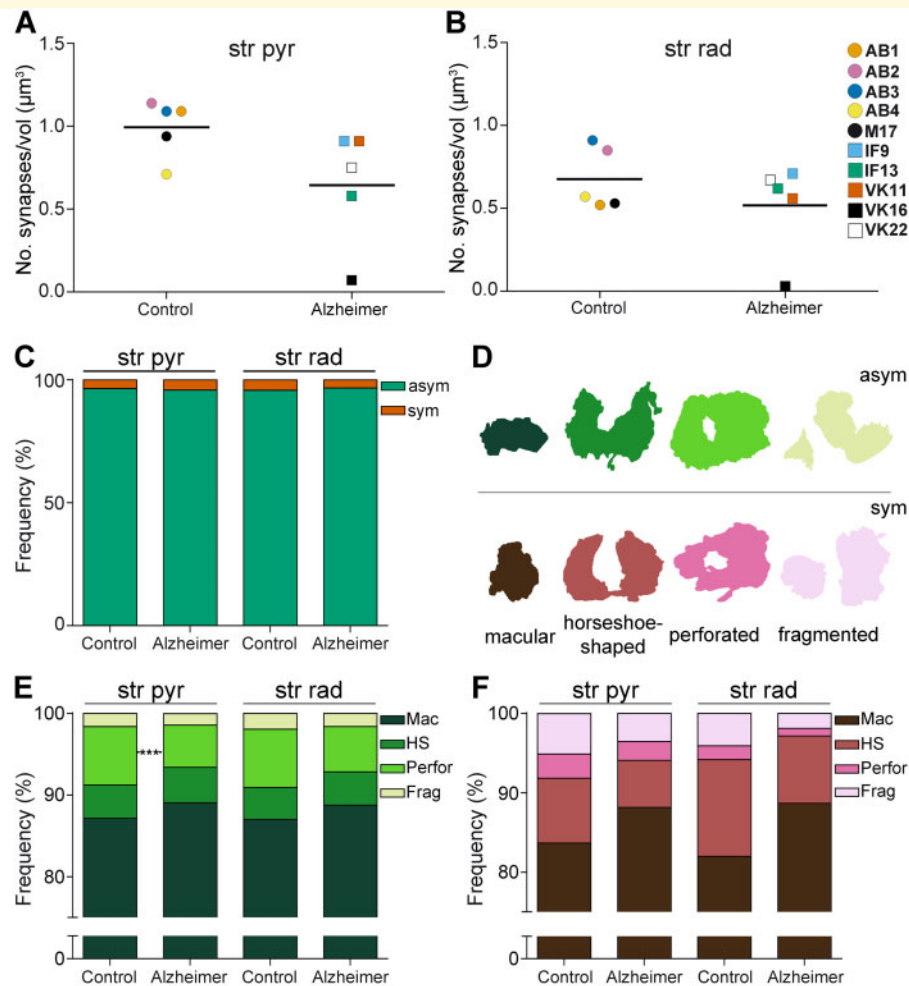 A
str pyr
No. synapses/vol (μm³)
1.5
1.0
0.5
0.0
Control
Alzheimer
B
str rad
No. synapses/vol (μm³)
1.5
1.0
0.5
0.0
Control
Alzheimer
AB1
AB2
AB3
AB4
M17
IF9
IF13
VK11
VK16
VK22
C
str pyr
str rad
Frequency (%)
100
50
0
Control
Alzheimer
Control
Alzheimer
asym
sym
D
asym
sym
macular
horseshoe-
shaped
perforated
fragmented
E
str pyr
str rad
Frequency (%)
100
90
80
0
***
Control
Alzheimer
Control
Alzheimer
Mac
HS
Perfor
Frag
F
str pyr
str rad
Frequency (%)
100
90
80
0
Control
Alzheimer
Control
Alzheimer
Mac
HS
Perfor
Frag